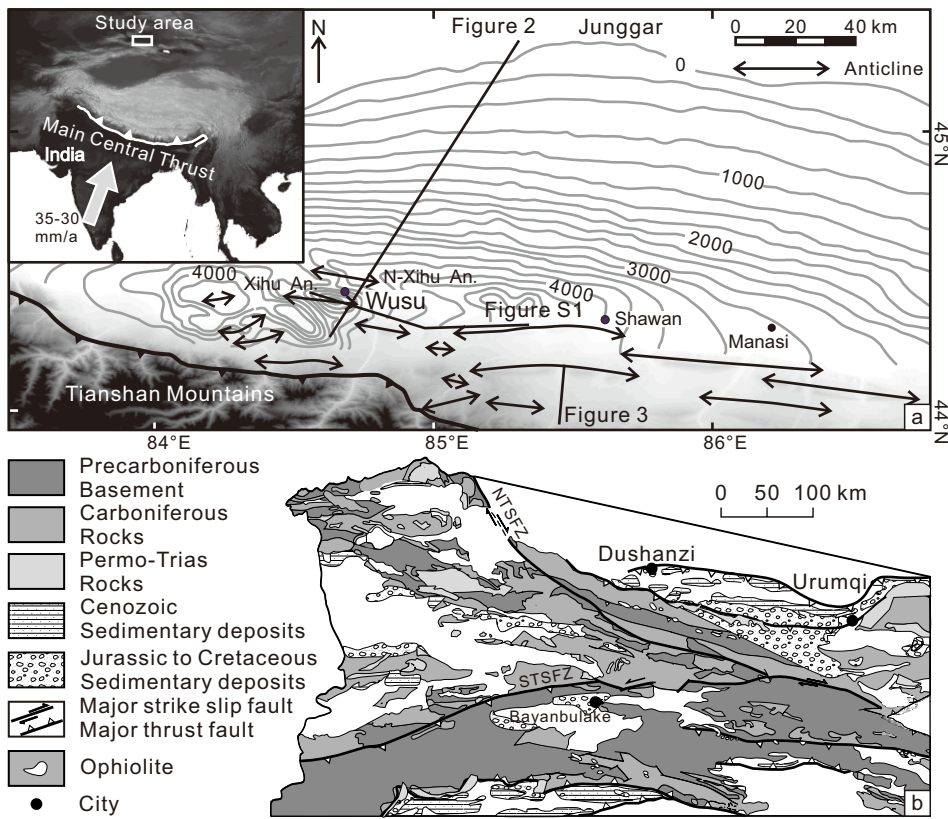 Study area
Main Central Thrust
India
35-30
mm/a
N
Figure 2
Junggar
0 20 40 km
Anticline
0
1000
2000
3000
4000
4000
45°N
44°N
Xihu An.
N-Xihu An.
Wusu
Figure S1
Shawan
Manasi
Tianshan Mountains
Figure 3
a
84°E 85°E 86°E
Precarboniferous
Basement
Carboniferous
Rocks
Permo-Trias
Rocks
Cenozoic
Sedimentary deposits
Jurassic to Cretaceous
Sedimentary deposits
Major strike slip fault
Major thrust fault
Ophiolite
City
0 50 100 km
NTSFZ
Dushanzi
Urumqi
STSFZ
Bayanbulake
b